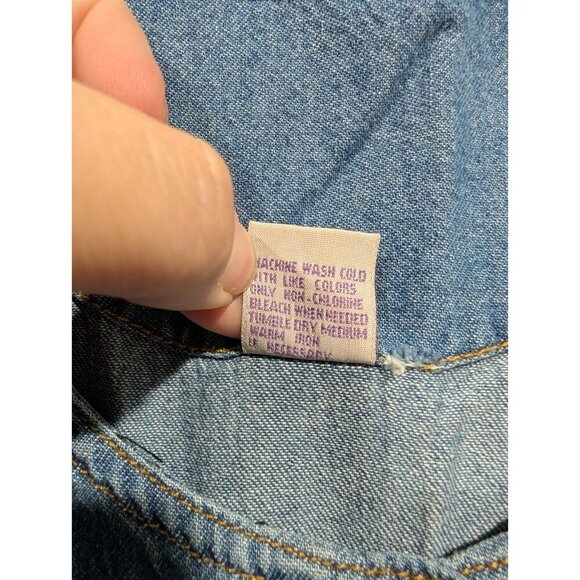 MACHINE WASH COLD
WITH LIKE COLORS
ONLY NON-CHLORINE
BLEACH WHEN NEEDED
TUMBLE DRY MEDIUM
WARM IRON
IF NECESSARY